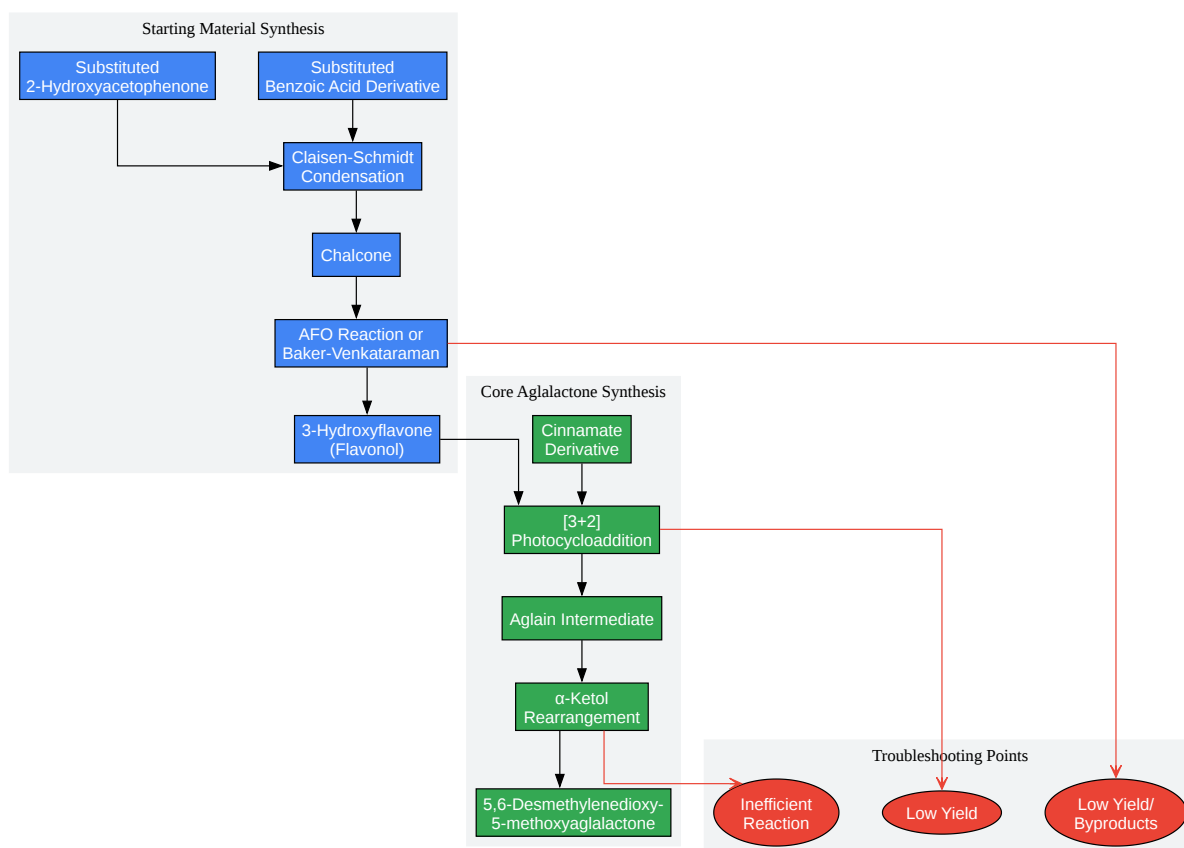 Starting Material Synthesis
Substituted
2-Hydroxyacetophenone
Substituted
Benzoic Acid Derivative
Claisen-Schmidt
Condensation
Chalcone
AFO Reaction or
Baker-Venkataraman
3-Hydroxyflavone
(Flavonol)
Core Aglalactone Synthesis
Cinnamate
Derivative
[3+2]
Photocycloaddition
Aglain Intermediate
α-Ketol
Rearrangement
5,6-Desmethylenedioxy-
5-methoxyaglalactone
Troubleshooting Points
Inefficient
Reaction
Low Yield
Low Yield/
Byproducts